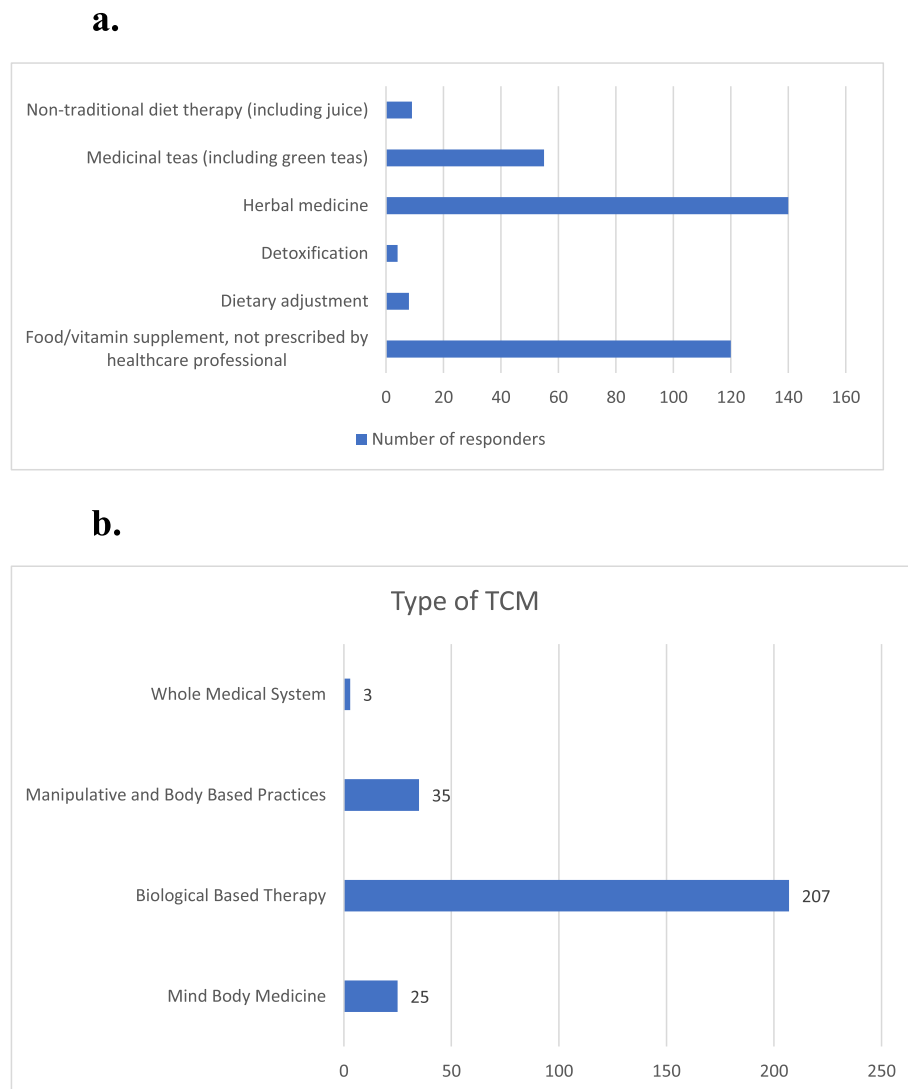 a.
Non-traditional diet therapy (including juice)
Medicinal teas (including green teas)
Herbal medicine
Detoxification
Dietary adjustment
Food/vitamin supplement, not prescribed by
healthcare professional
0 20 40 60 80 100 120 140 160
Number of responders
b.
Type of TCM
Whole Medical System 3
Manipulative and Body Based Practices 35
Biological Based Therapy 207
Mind Body Medicine 25
0 50 100 150 200 250